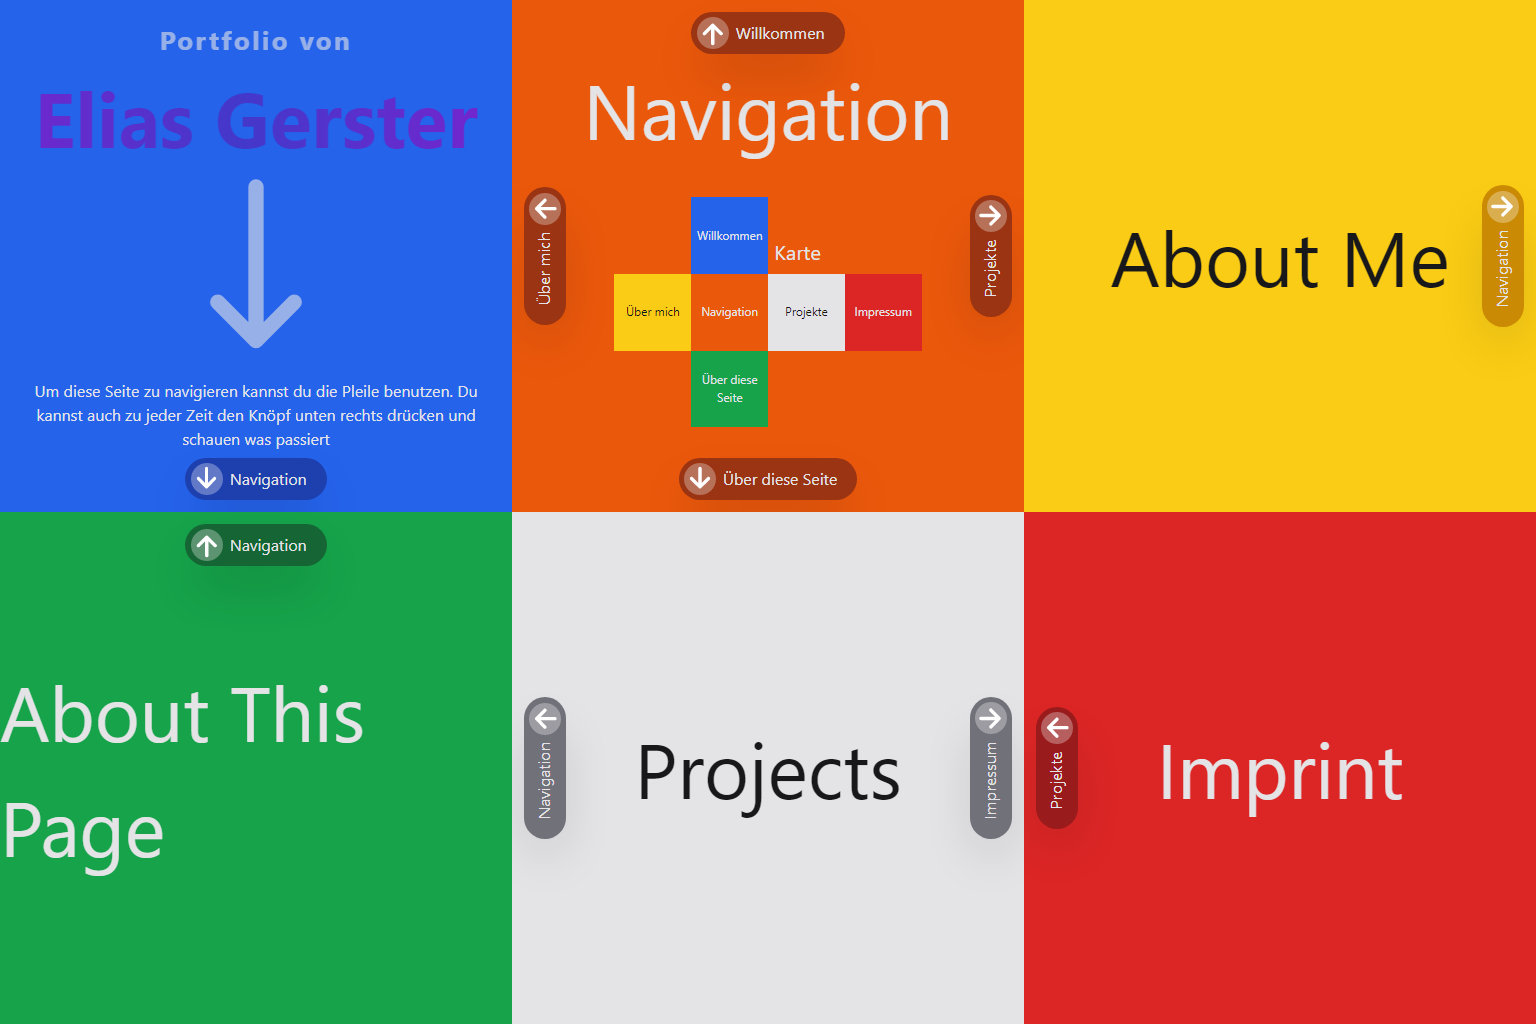 Portfolio von
Elias Gerster
Um diese Seite zu navigieren kannst du die Pleile benutzen. Du
kannst auch zu jeder Zeit den Knöpf unten rechts drücken und
schauen was passiert
Navigation
Willkommen
Navigation
Über mich
Projekte
Willkommen
Karte
Über mich
Navigation
Projekte
Impressum
Über diese
Seite
Über diese Seite
About Me
Navigation
Navigation
About This
Page
Navigation
Projects
Impressum
Projekte
Imprint